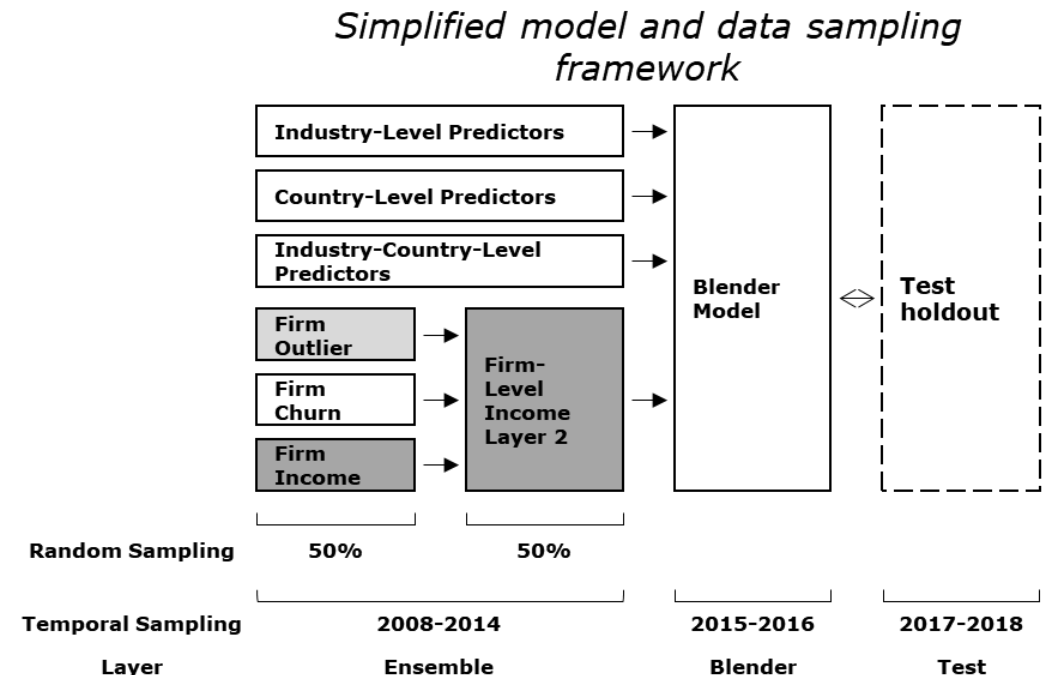 Simplified model and data sampling
framework
Industry-Level Predictors
Country-Level Predictors
Industry-Country-Level
Predictors
Firm
Outlier
Firm
Churn
Firm
Income
Firm-
Level
Income
Layer 2
Blender
Model
Test
holdout
Random Sampling 50% 50%
Temporal Sampling 2008-2014 2015-2016 2017-2018
Layer Ensemble Blender Test